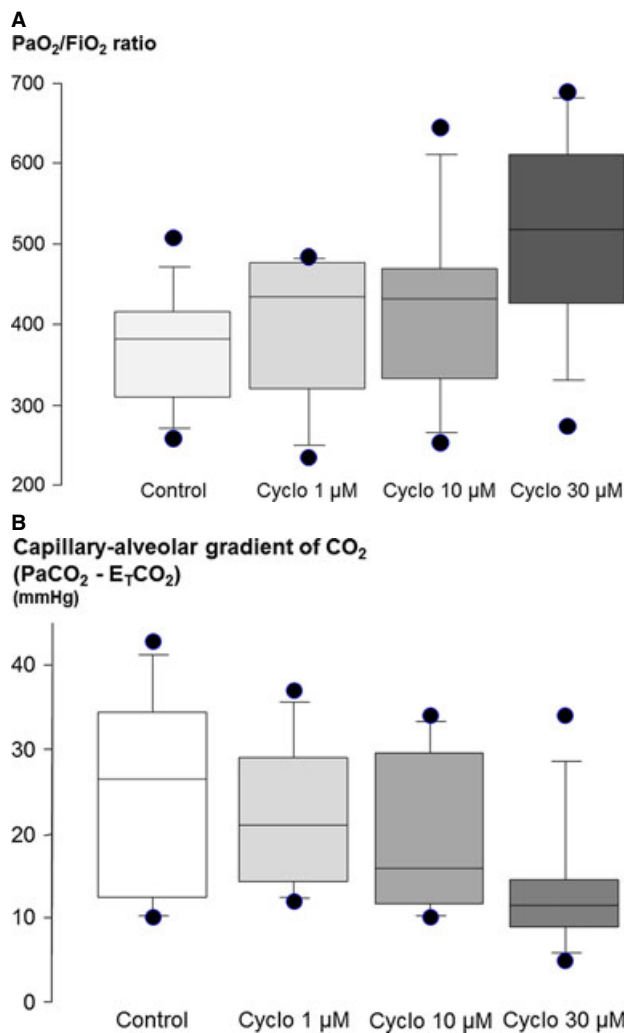 A
PaO₂/FiO₂ ratio
700
600
500
400
300
200
Control Cyclo 1 µM Cyclo 10 µM Cyclo 30 µM
B
Capillary-alveolar gradient of CO₂
(PaCO₂ - E_TCO₂)
(mmHg)
40
30
20
10
0
Control Cyclo 1 µM Cyclo 10 µM Cyclo 30 µM